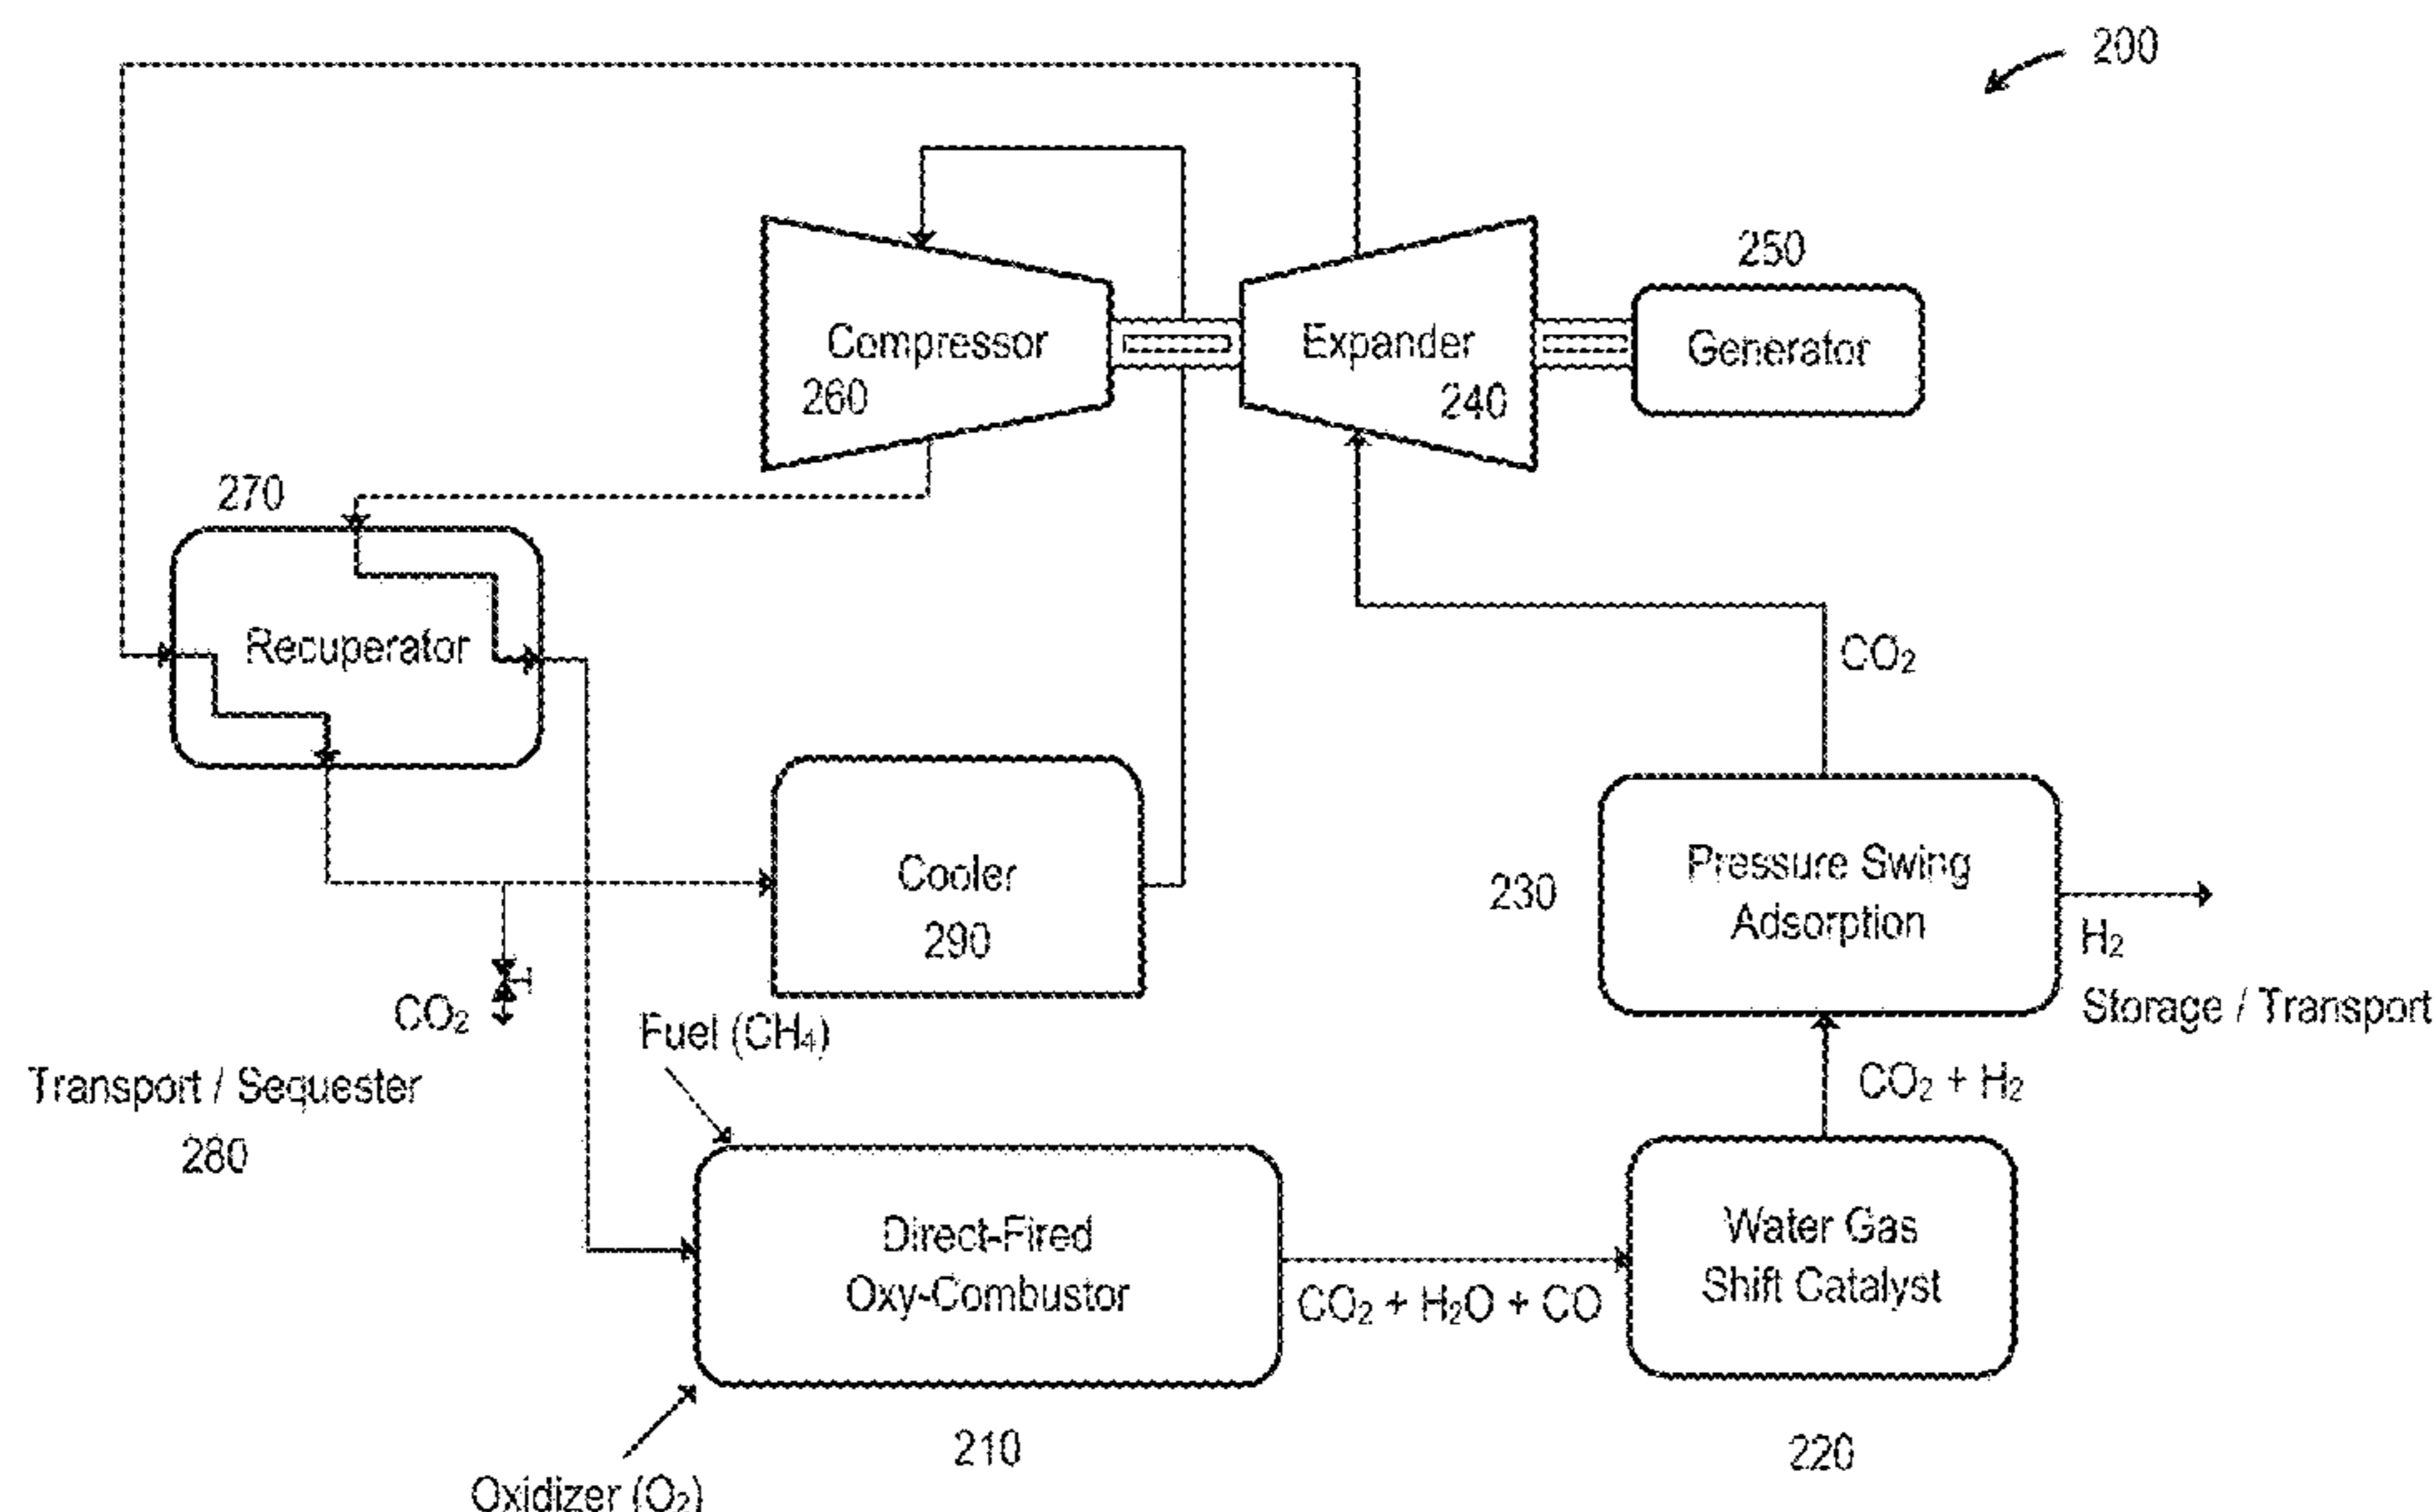 200
250
Compressor
260
Expander
240
Generator
270
Recuperator
CO₂
Cooler
290
230
Pressure Swing
Adsorption
H₂
Storage / Transport
CO₂
Transport / Sequester
280
Fuel (CH₄)
CO₂ + H₂
Direct-Fired
Oxy-Combustor
CO₂ + H₂O + CO
Water Gas
Shift Catalyst
210
220
Oxidizer (O₂)